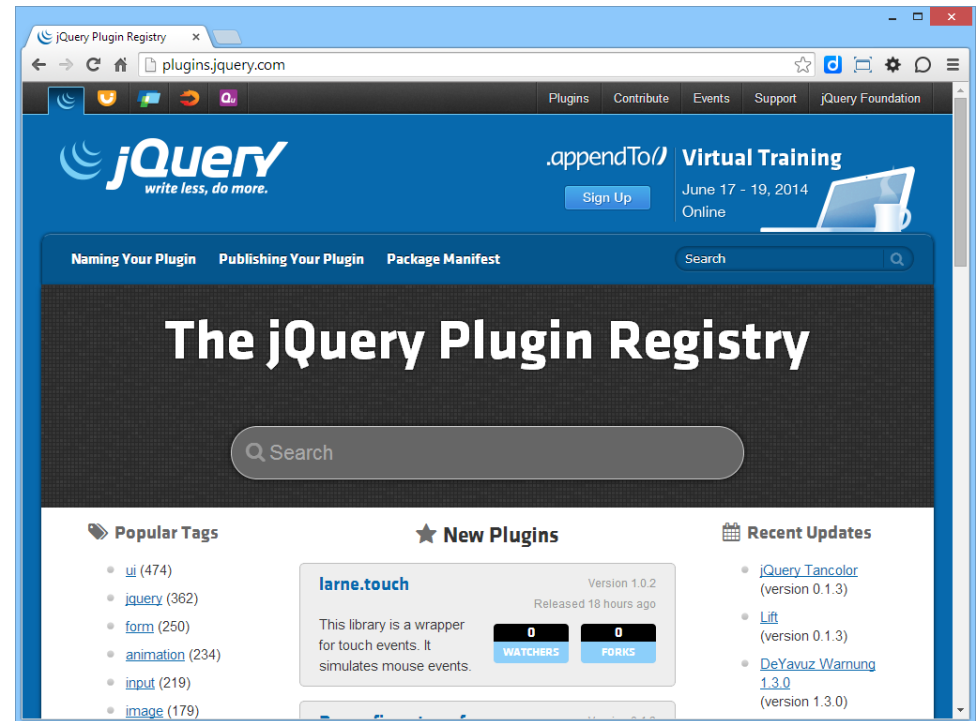 jQuery Plugin Registry
plugins.jquery.com
Plugins Contribute Events Support jQuery Foundation
jQuery
write less, do more.
.appendTo()
Sign Up
Virtual Training
June 17 - 19, 2014
Online
Naming Your Plugin Publishing Your Plugin Package Manifest
Search
The jQuery Plugin Registry
Search
Popular Tags
ui (474)
jquery (362)
form (250)
animation (234)
input (219)
image (179)
New Plugins
larne.touch
Version 1.0.2
Released 18 hours ago
This library is a wrapper
for touch events. It
simulates mouse events.
0
WATCHERS
0
FORKS
Recent Updates
jQuery Tancolor
(version 0.1.3)
Lift
(version 0.1.3)
DeYavuz Warnung
1.3.0
(version 1.3.0)